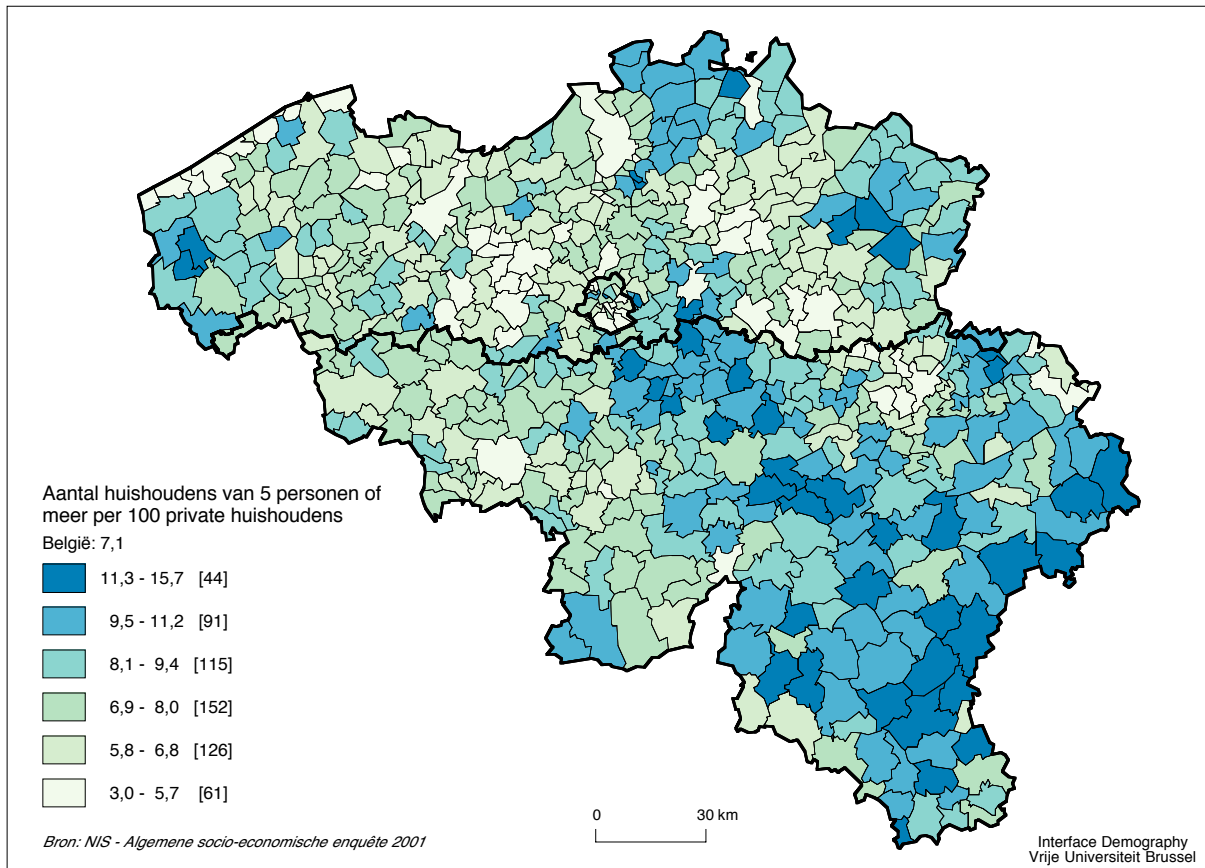 Aantal huishoudens van 5 personen of
meer per 100 private huishoudens
België: 7,1
11,3 - 15,7 [44]
9,5 - 11,2 [91]
8,1 - 9,4 [115]
6,9 - 8,0 [152]
5,8 - 6,8 [126]
3,0 - 5,7 [61]
Bron: NIS - Algemene socio-economische enquête 2001
0 30 km
Interface Demography
Vrije Universiteit Brussel